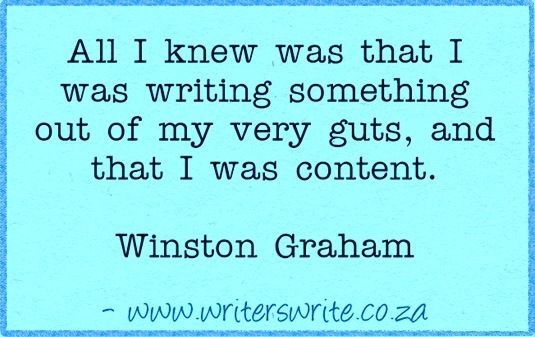 All I knew was that I
was writing something
out of my very guts, and
that I was content.
Winston Graham
- www.writerswrite.co.za